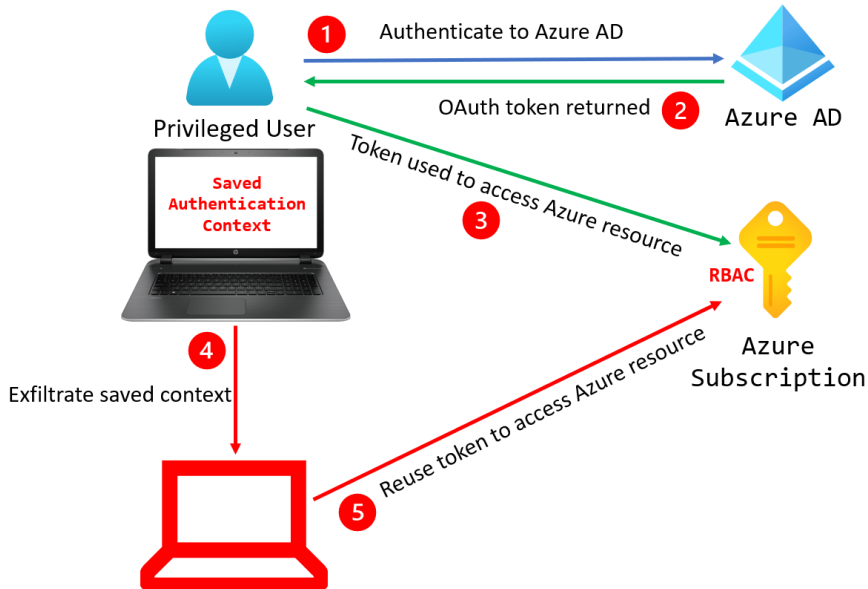 1
Authenticate to Azure AD
OAuth token returned
2
Privileged User
Azure AD
Token used to access Azure resource
3
Saved
Authentication
Context
RBAC
Azure
Subscription
4
Exfiltrate saved context
Reuse token to access Azure resource
5